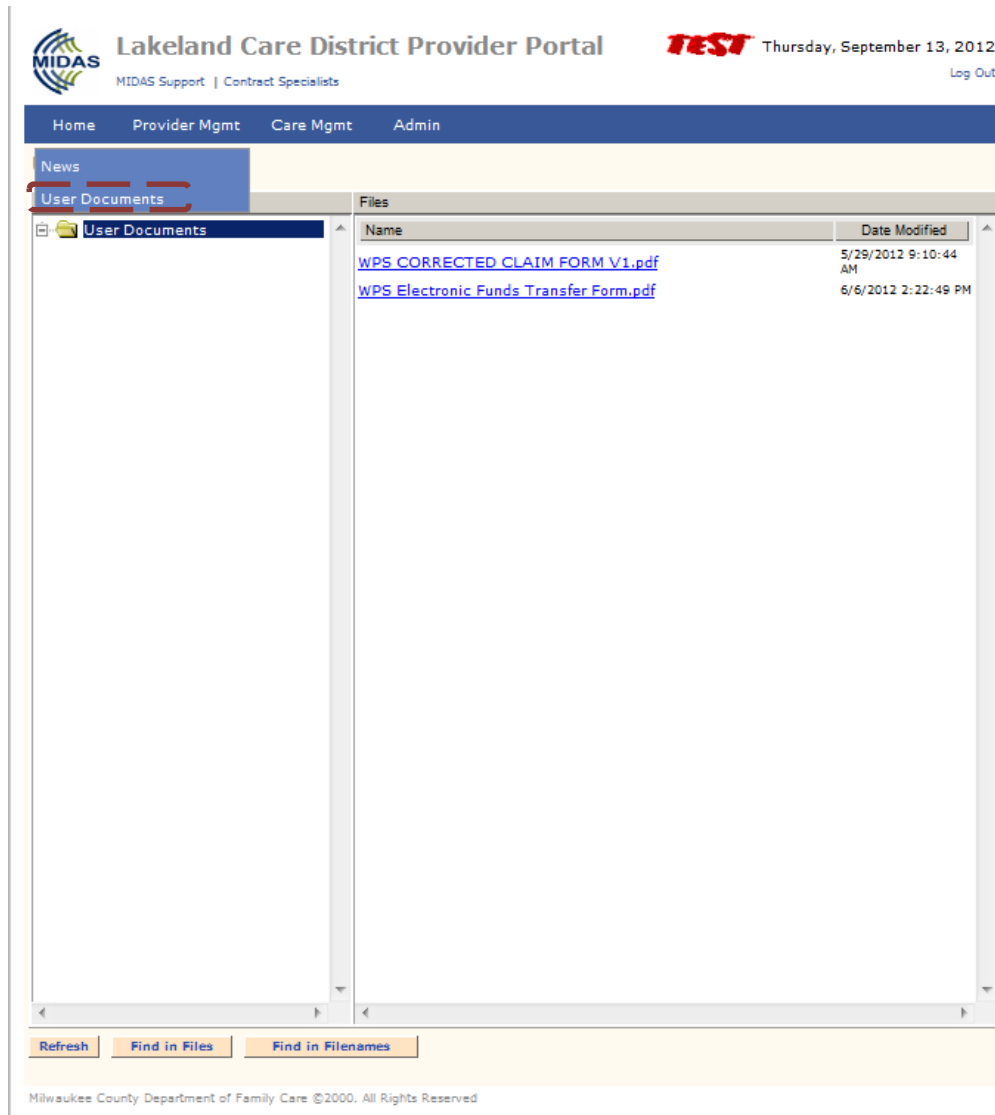 MIDAS
Lakeland Care District Provider Portal
TEST Thursday, September 13, 2012
MIDAS Support | Contract Specialists
Log Out
Home Provider Mgmt Care Mgmt Admin
News
User Documents
Files
User Documents
Name Date Modified
WPS CORRECTED CLAIM FORM V1.pdf 5/29/2012 9:10:44
AM
WPS Electronic Funds Transfer Form.pdf 6/6/2012 2:22:49 PM
Refresh Find in Files Find in Filenames
Milwaukee County Department of Family Care ©2000. All Rights Reserved